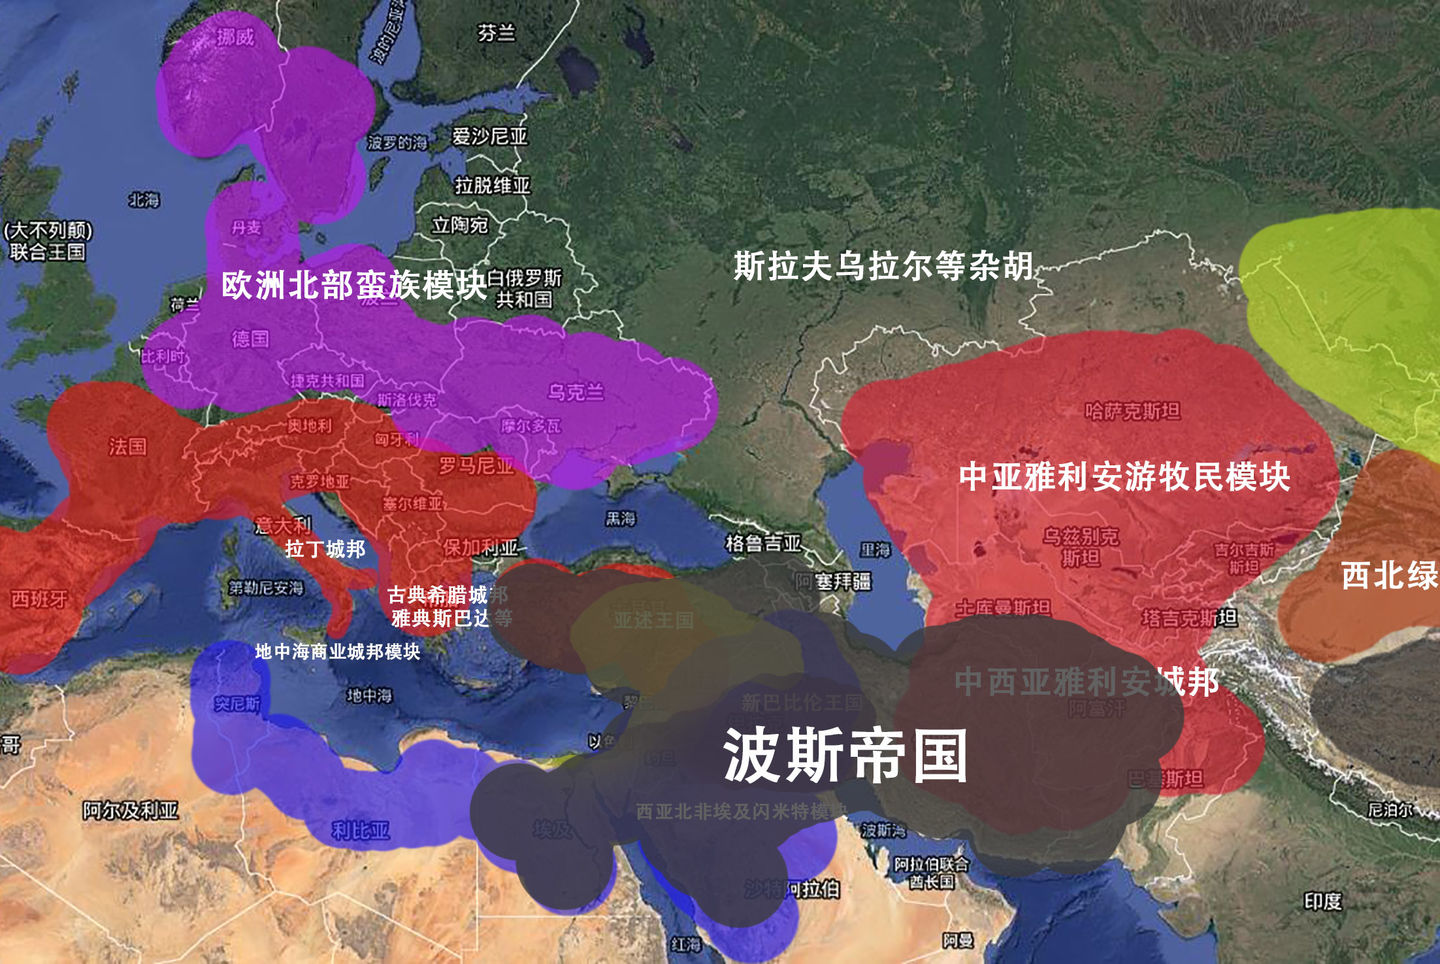 挪威
芬兰
波的尼亚湾
爱沙尼亚
波罗的海
拉脱维亚
北海
立陶宛
丹麦
(大不列颠)
联合王国
斯拉夫乌拉尔等杂胡
欧洲北部蛮族模块
白俄罗斯
共和国
波兰
荷兰
德国
比利时
捷克共和国
斯洛伐克
乌克兰
摩尔多瓦
奥地利
匈牙利
法国
罗马尼亚
哈萨克斯坦
中亚雅利安游牧民模块
克罗地亚
塞尔维亚
意大利
黑海
保加利亚
拉丁城邦
格鲁吉亚
里海
乌兹别克
斯坦
吉尔吉斯
斯坦
西北绿
第勒尼安海
阿塞拜疆
西班牙
古典希腊城邦
雅典斯巴达等
亚述王国
土库曼斯坦
塔吉克斯坦
地中海商业城邦模块
中西亚雅利安城邦
突尼斯
地中海
黎巴
新巴比伦王国
阿富汗
哥
以色
约旦
波斯帝国
巴基斯坦
阿尔及利亚
利比亚
埃及
西亚北非埃及闪米特模块
波斯湾
尼泊尔
阿拉伯联合
酋长国
沙特阿拉伯
印度
红海
阿曼